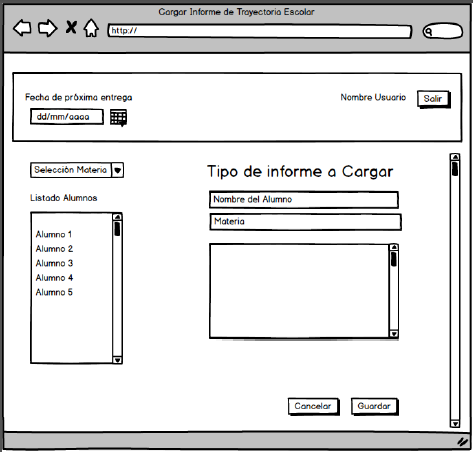 Cargar Informe de Trayectoria Escolar
http://
Fecha de próxima entrega
Nombre Usuario
Salir
dd/mm/aaaa
Selección Materia
Tipo de informe a Cargar
Listado Alumnos
Nombre del Alumno
Materia
Alumno 1
Alumno 2
Alumno 3
Alumno 4
Alumno 5
Cancelar
Guardar